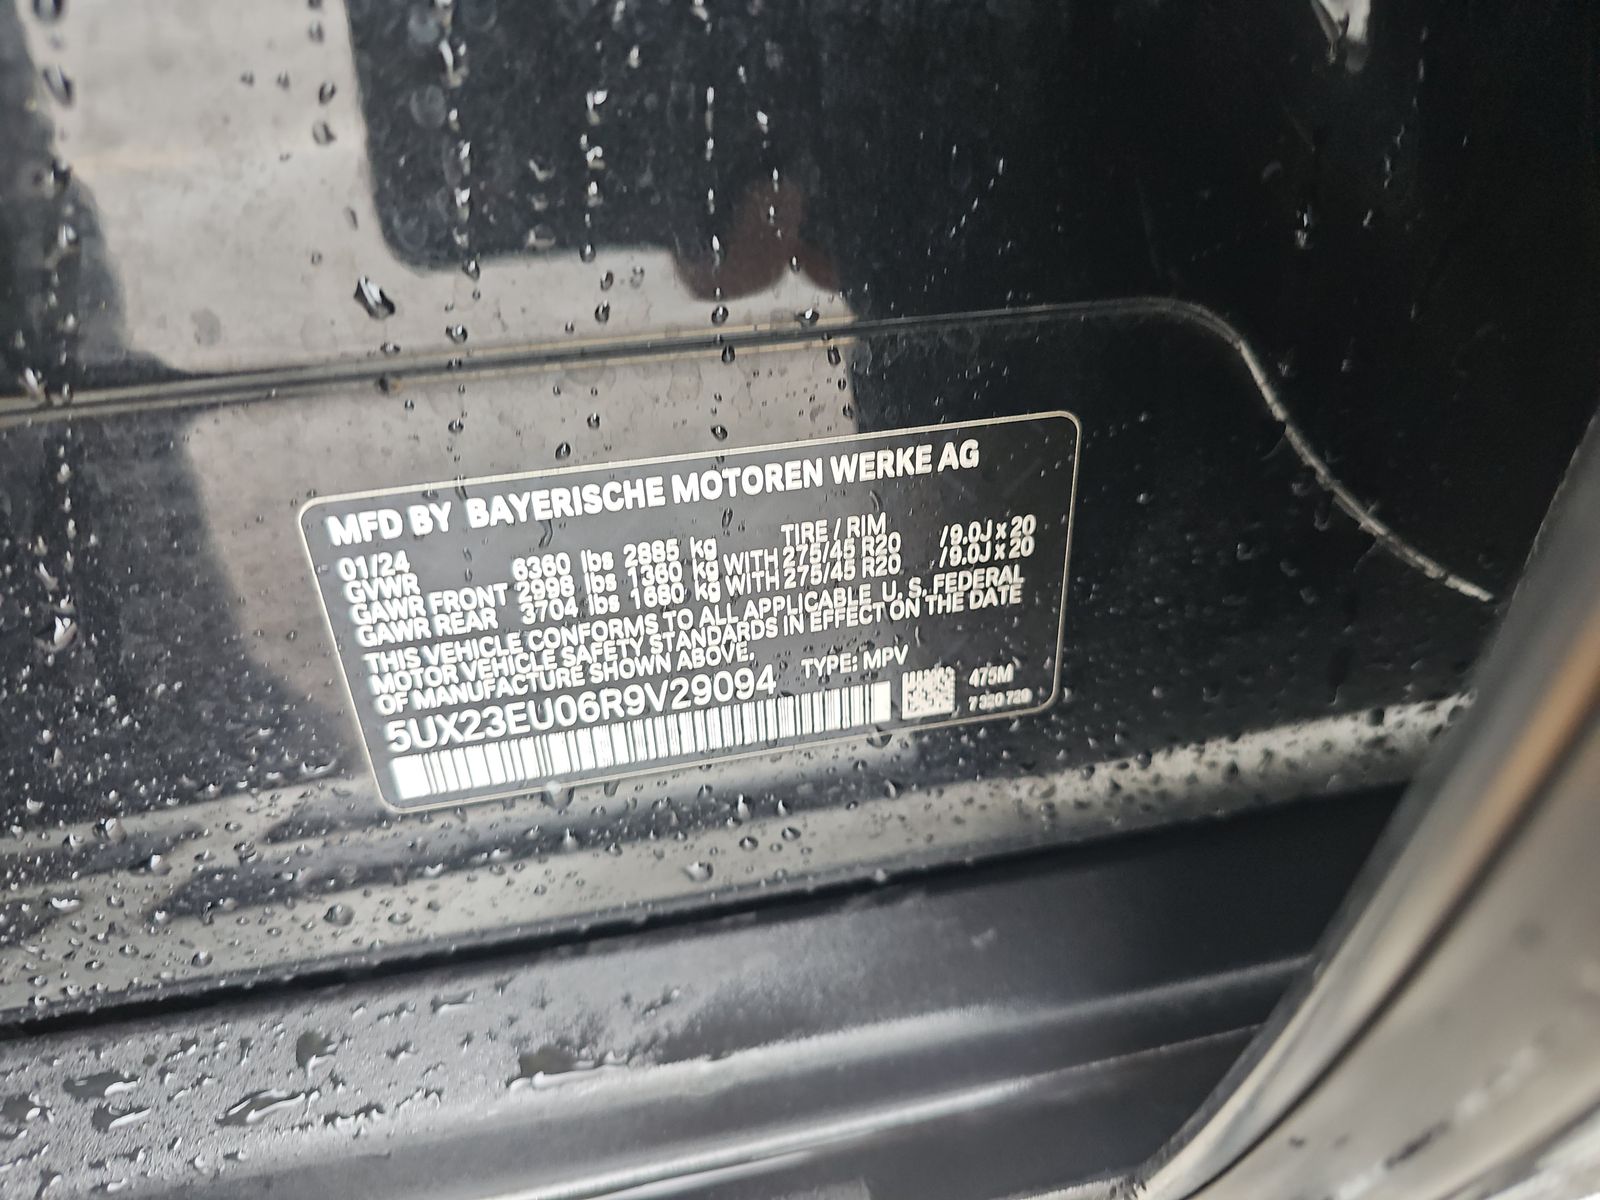 MFD BY BAYERISCHE MOTOREN WERKE AG
01/24 TIRE / RIM
GVWR 6360 lbs 2885 kg
GAWR FRONT 2998 lbs 1360 kg WITH 275/45 R20 /9.0J x 20
GAWR REAR 3704 lbs 1680 kg WITH 275/45 R20 /9.0J x 20
THIS VEHICLE CONFORMS TO ALL APPLICABLE U. S. FEDERAL
MOTOR VEHICLE SAFETY STANDARDS IN EFFECT ON THE DATE
OF MANUFACTURE SHOWN ABOVE.
5UX23EU06R9V29094 TYPE: MPV
475M
7 320 729